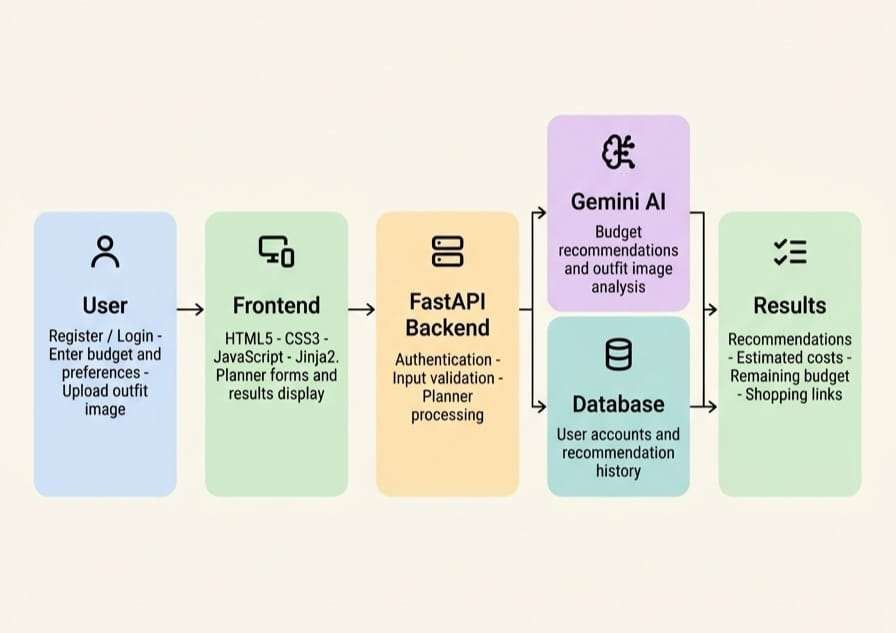 User
Register / Login -
Enter budget and
preferences -
Upload outfit
image
Frontend
HTML5 - CSS3 -
JavaScript - Jinja2.
Planner forms and
results display
FastAPI
Backend
Authentication -
Input validation -
Planner
processing
Gemini AI
Budget
recommendations
and outfit image
analysis
Database
User accounts and
recommendation
history
Results
Recommendations
- Estimated costs -
Remaining budget
- Shopping links